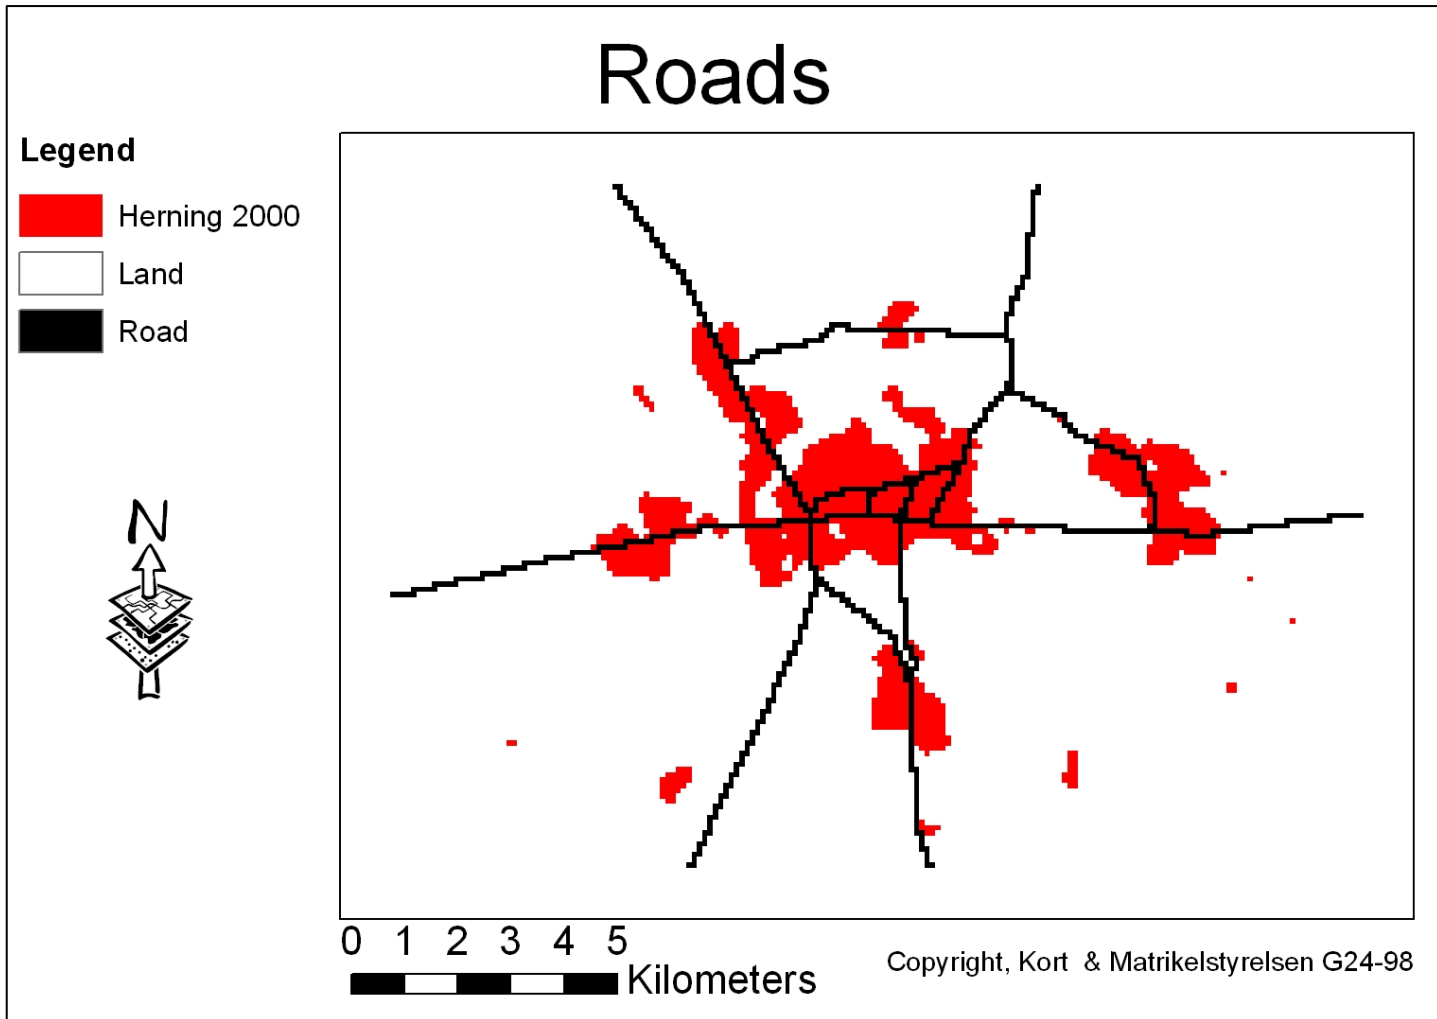 Roads
Legend
Herning 2000
Land
Road
N
0 1 2 3 4 5
Kilometers
Copyright, Kort & Matrikelstyrelsen G24-98